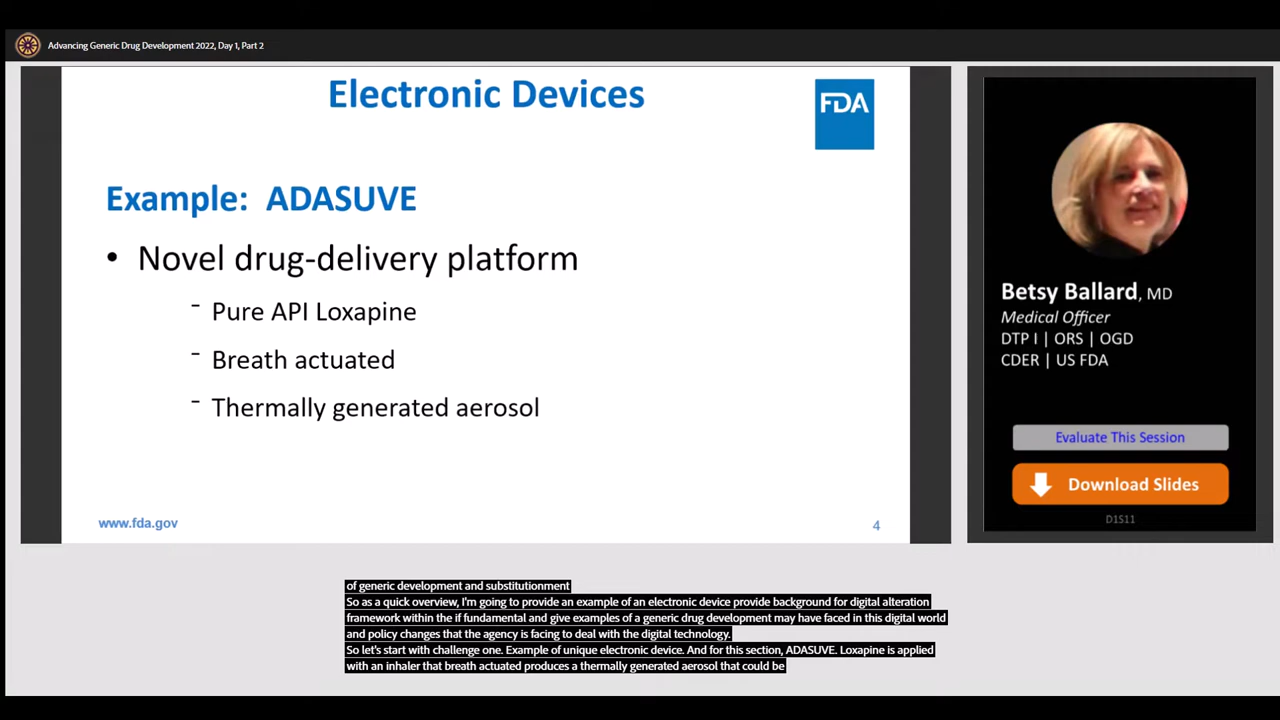 Advancing Generic Drug Development 2022, Day 1, Part 2
Electronic Devices
FDA
Example: ADASUVE
• Novel drug-delivery platform
⁻ Pure API Loxapine
⁻ Breath actuated
⁻ Thermally generated aerosol
www.fda.gov
4
Betsy Ballard, MD
Medical Officer
DTP I | ORS | OGD
CDER | US FDA
Evaluate This Session
Download Slides
D1S11
of generic development and substitutionment
So as a quick overview, I'm going to provide an example of an electronic device provide background for digital alteration
framework within the if fundamental and give examples of a generic drug development may have faced in this digital world
and policy changes that the agency is facing to deal with the digital technology.
So let's start with challenge one. Example of unique electronic device. And for this section, ADASUVE. Loxapine is applied
with an inhaler that breath actuated produces a thermally generated aerosol that could be